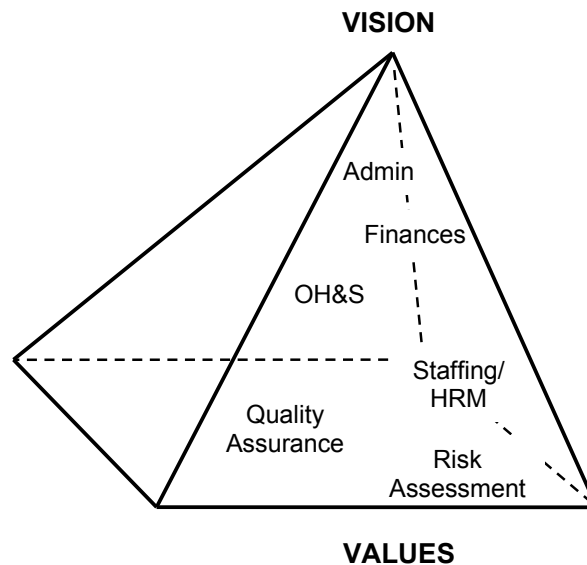 VISION
Admin
Finances
OH&S
Staffing/
HRM
Quality
Assurance
Risk
Assessment
VALUES